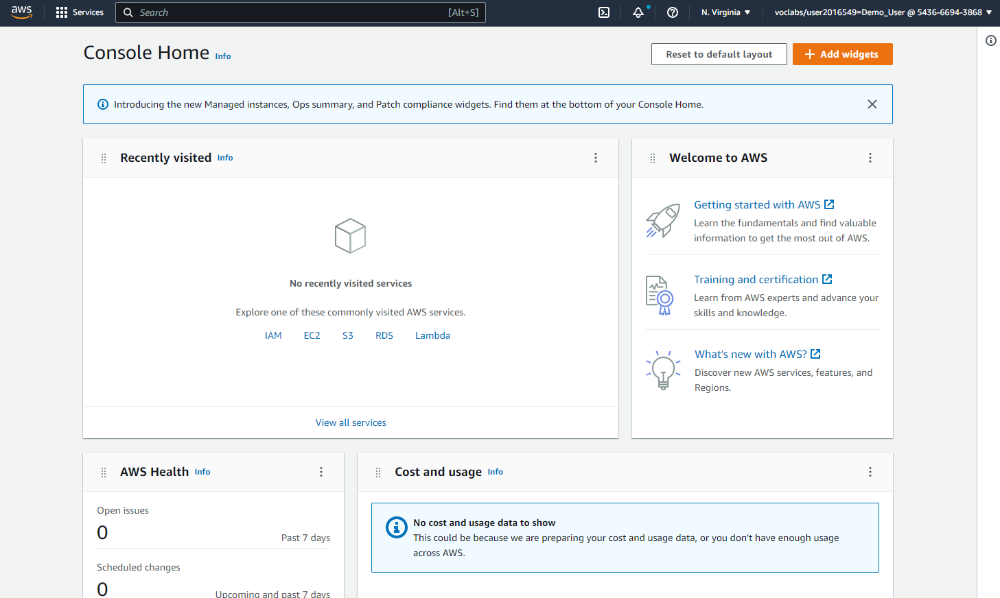 aws
Services
Search
[Alt+S]
N. Virginia
voclabs/user2016549=Demo_User @ 5436-6694-3868
Console Home Info
Reset to default layout
Add widgets
Introducing the new Managed instances, Ops summary, and Patch compliance widgets. Find them at the bottom of your Console Home.
Recently visited Info
No recently visited services
Explore one of these commonly visited AWS services.
IAM EC2 S3 RDS Lambda
View all services
Welcome to AWS
Getting started with AWS
Learn the fundamentals and find valuable
information to get the most out of AWS.
Training and certification
Learn from AWS experts and advance your
skills and knowledge.
What's new with AWS?
Discover new AWS services, features, and
Regions.
AWS Health Info
Open issues
0
Past 7 days
Scheduled changes
0
Upcoming and past 7 days
Cost and usage Info
No cost and usage data to show
This could be because we are preparing your cost and usage data, or you don't have enough usage
across AWS.